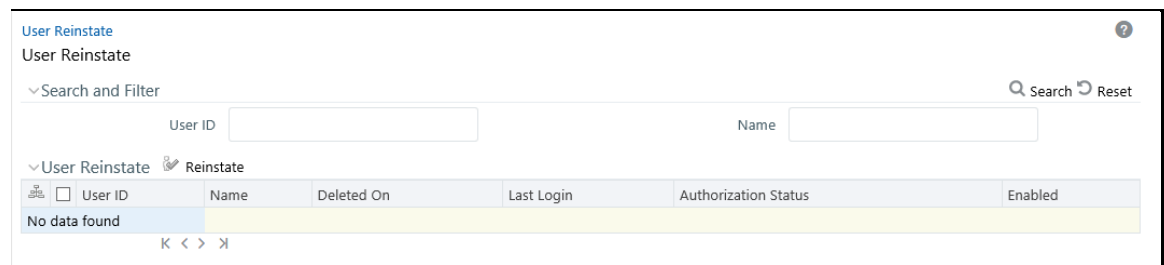 User Reinstate
User Reinstate
Search and Filter Search Reset
User ID Name
User Reinstate Reinstate
User ID Name Deleted On Last Login Authorization Status Enabled
No data found